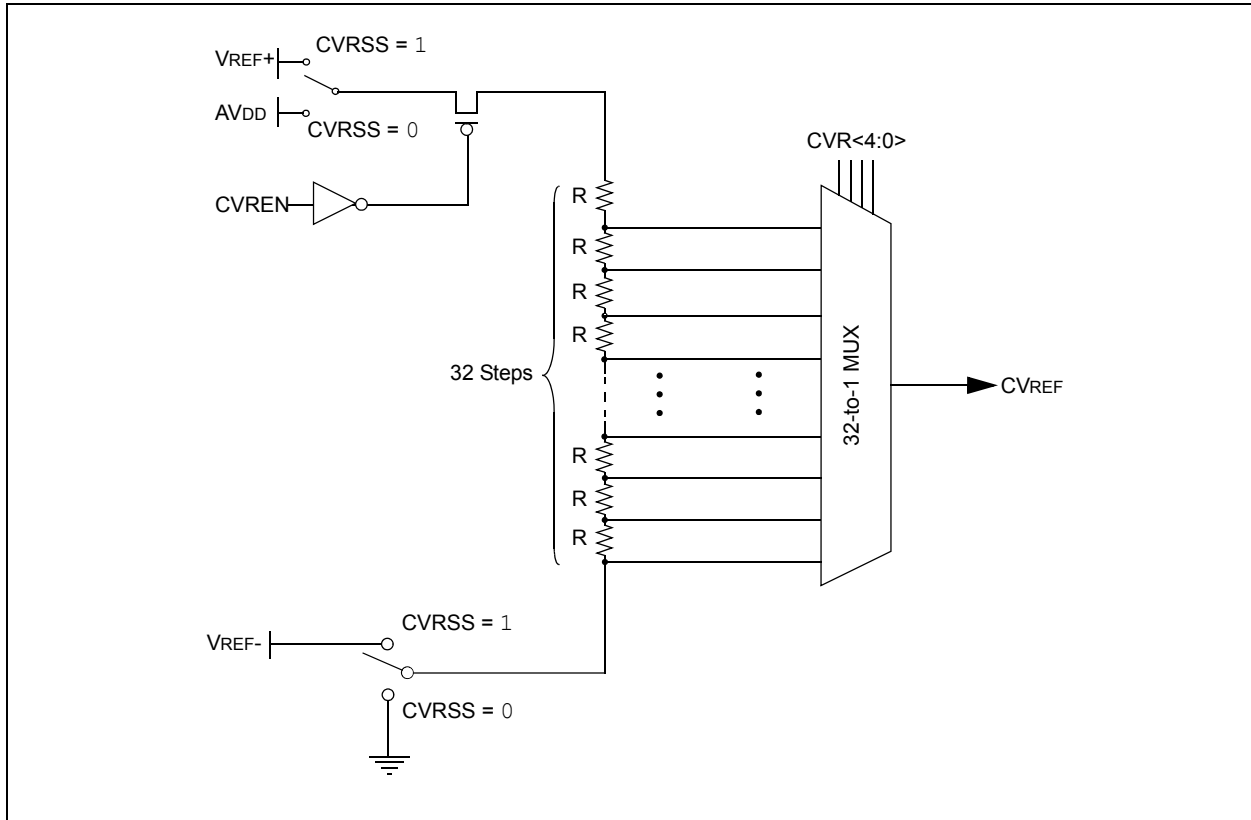 CVRSS = 1
VREF+
AVDD
CVRSS = 0
CVREN
CVR<4:0>
R
R
R
R
32 Steps
32-to-1 MUX
CVREF
R
R
R
CVRSS = 1
VREF-
CVRSS = 0